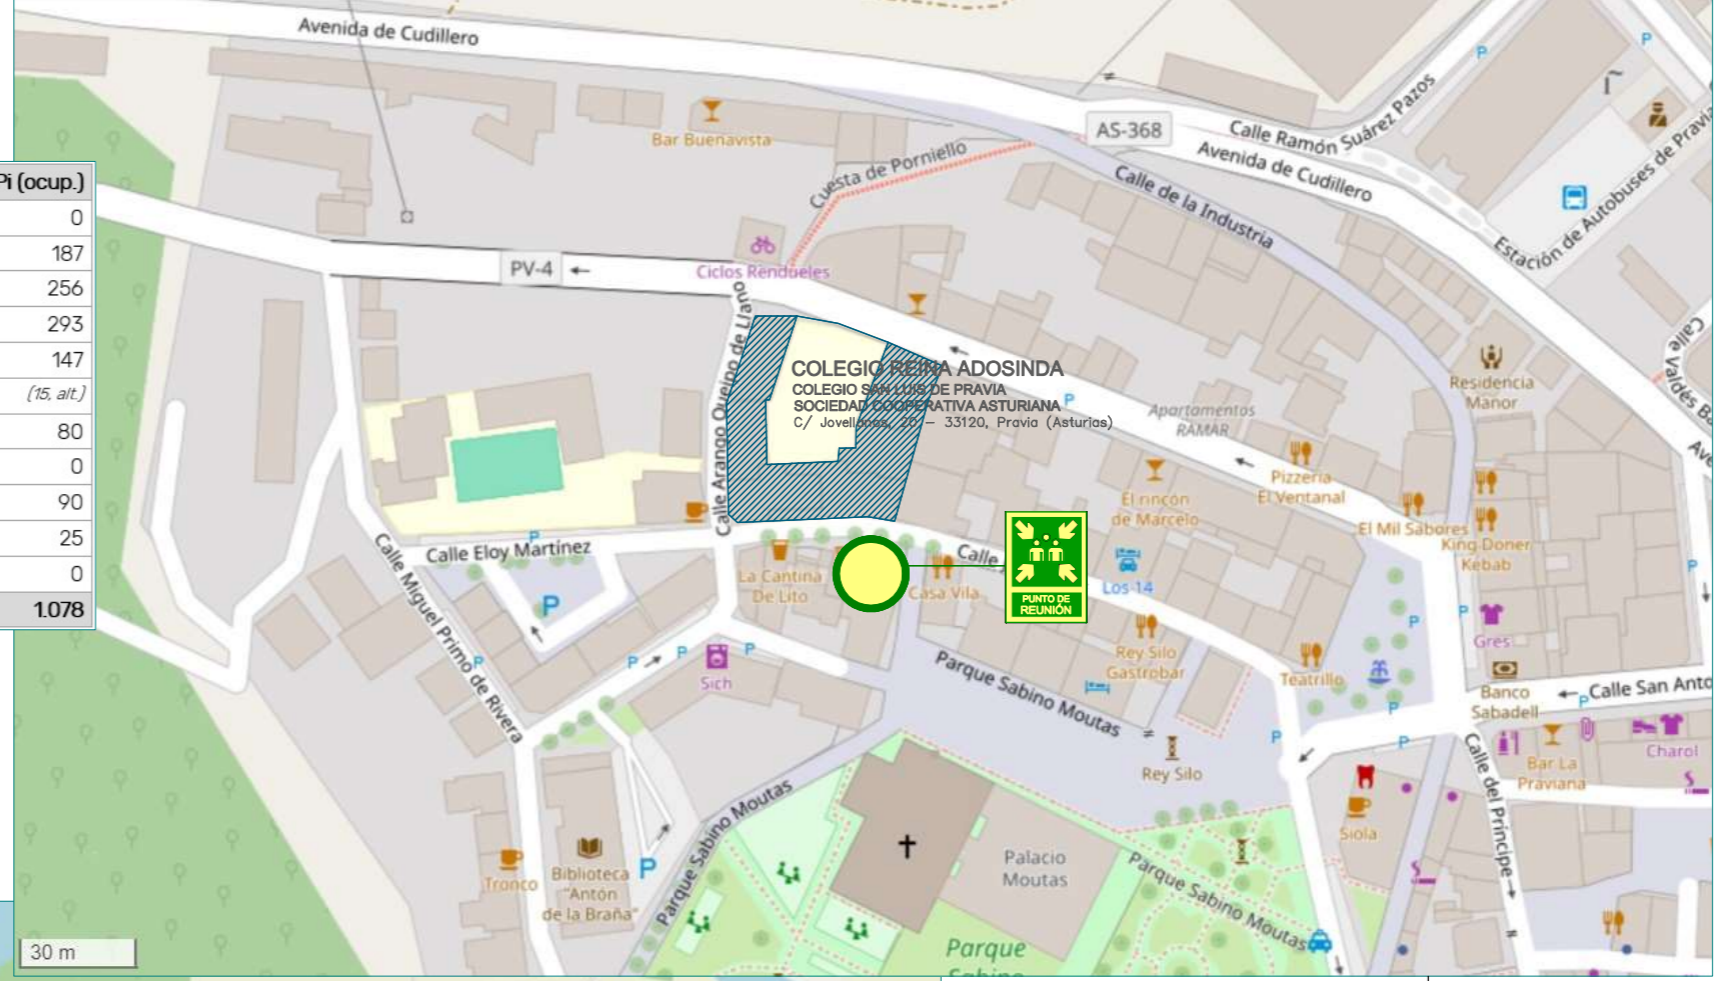 Avenida de Cudillero
Bar Buenavista
AS-368
Calle Ramón Suárez Pazos
Avenida de Cudillero
P
P
Cuesta de Porniello
Calle de la Industria
Estación de Autobuses de Pravia
Pi (ocup.)
0
187
256
293
147
(15, alt.)
80
0
90
25
0
1.078
PV-4
Ciclos Rendueles
Calle Arango Queipo de Llano
COLEGIO REINA ADOSINDA
COLEGIO SAN LUIS DE PRAVIA
SOCIEDAD COOPERATIVA ASTURIANA
C/ Jovellanos, 20 – 33120, Pravia (Asturias)
P
Apartamentos
RAMAR
Residencia
Manor
Calle Valdés Ba
Ave
Pizzería
El Ventanal
El rincón
de Marcelo
El Mil Sabores
King Doner
Kebab
P
Calle Eloy Martínez
P
Calle Miguel Primo de Rivera
La Cantina
De Lito
Casa Vila
Calle
PUNTO DE
REUNIÓN
Los 14
P
P
P
Gres
P
P
P
P
Sich
Parque Sabino Moutas
Rey Silo
Gastrobar
Teatrillo
Banco
Sabadell
P
Calle San Anto
P
P
P
Rey Silo
Bar La
Praviana
Charol
Calle del Príncipe
Siola
Parque Sabino Moutas
Tronco
Biblioteca
"Antón
de la Braña"
P
Palacio
Moutas
Parque Sabino Moutas
Parque
Sabino
30 m